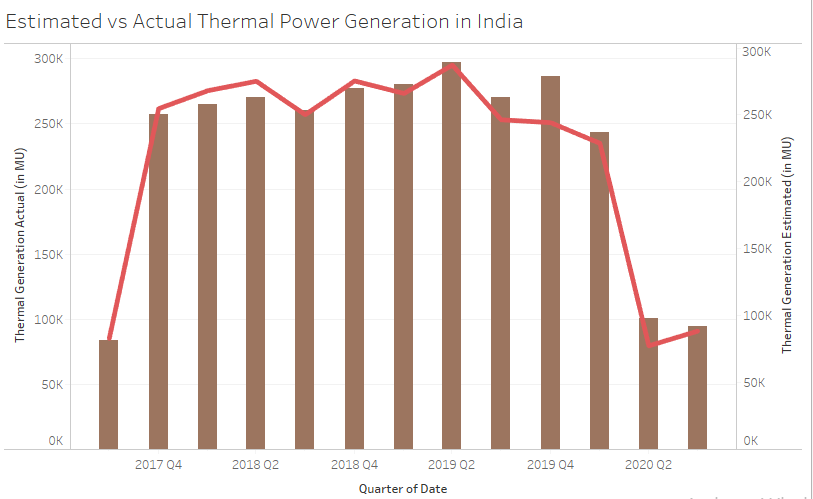 Estimated vs Actual Thermal Power Generation in India
300K
250K
200K
150K
100K
50K
0K
Thermal Generation Actual (in MU)
300K
250K
200K
150K
100K
50K
0K
Thermal Generation Estimated (in MU)
2017 Q4
2018 Q2
2018 Q4
2019 Q2
2019 Q4
2020 Q2
Quarter of Date